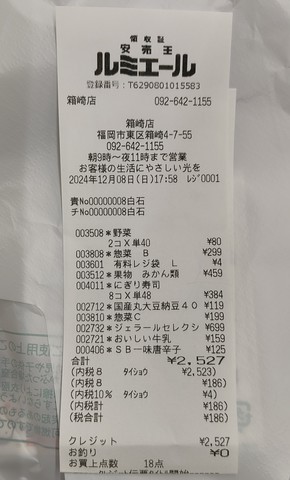 領収証
安売王
ルミエール
登録番号：T6290801015583
箱崎店 092-642-1155
箱崎店
福岡市東区箱崎4-7-55
092-642-1155
朝9時～夜11時まで営業
お客様の生活にやさしい光を
2024年12月08日(日)17:58 ﾚｼﾞ0001
責No00000008白石
チNo00000008白石
003508*野菜
2コX単40 ¥80
003808*惣菜 B ¥299
003601 有料レジ袋 L ¥4
003512*果物 みかん類 ¥459
004011*にぎり寿司
8コX単48 ¥384
002712*国産丸大豆納豆40 ¥119
003810*惣菜 C ¥199
002732*ジェラールセレクシ ¥699
002721*おいしい牛乳 ¥159
000406*SB一味唐辛子 ¥125
合計 ¥2,527
(内税8 ﾀｲｼｮｳ ¥2,523)
(内税8 ¥186)
(内税10% ﾀｲｼｮｳ ¥4)
(内税計 ¥186)
(税合計 ¥186)
クレジット ¥2,527
お釣り ¥0
お買上点数 18点